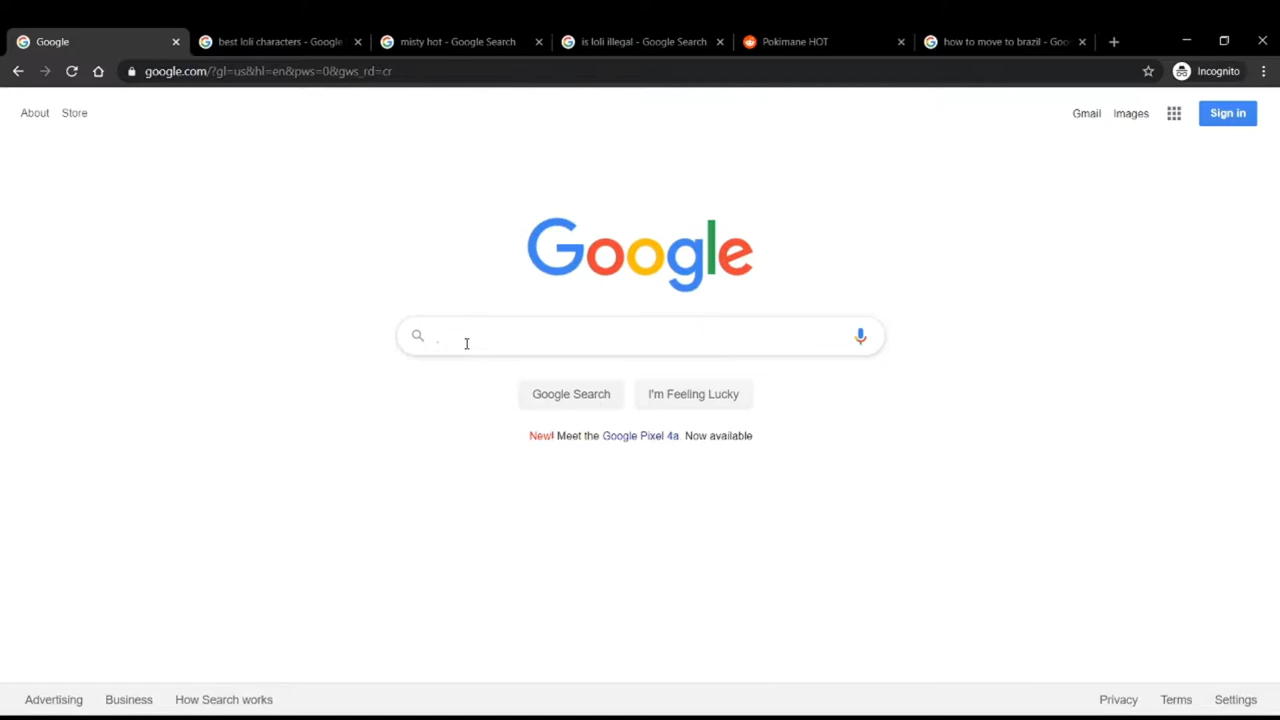 Google
best loli characters - Google
misty hot - Google Search
is loli illegal - Google Search
Pokimane HOT
how to move to brazil - Goo
google.com/?gl=us&hl=en&pws=0&gws_rd=cr
Incognito
About Store
Gmail Images Sign in
Google
Google Search I'm Feeling Lucky
New! Meet the Google Pixel 4a. Now available
Advertising Business How Search works
Privacy Terms Settings